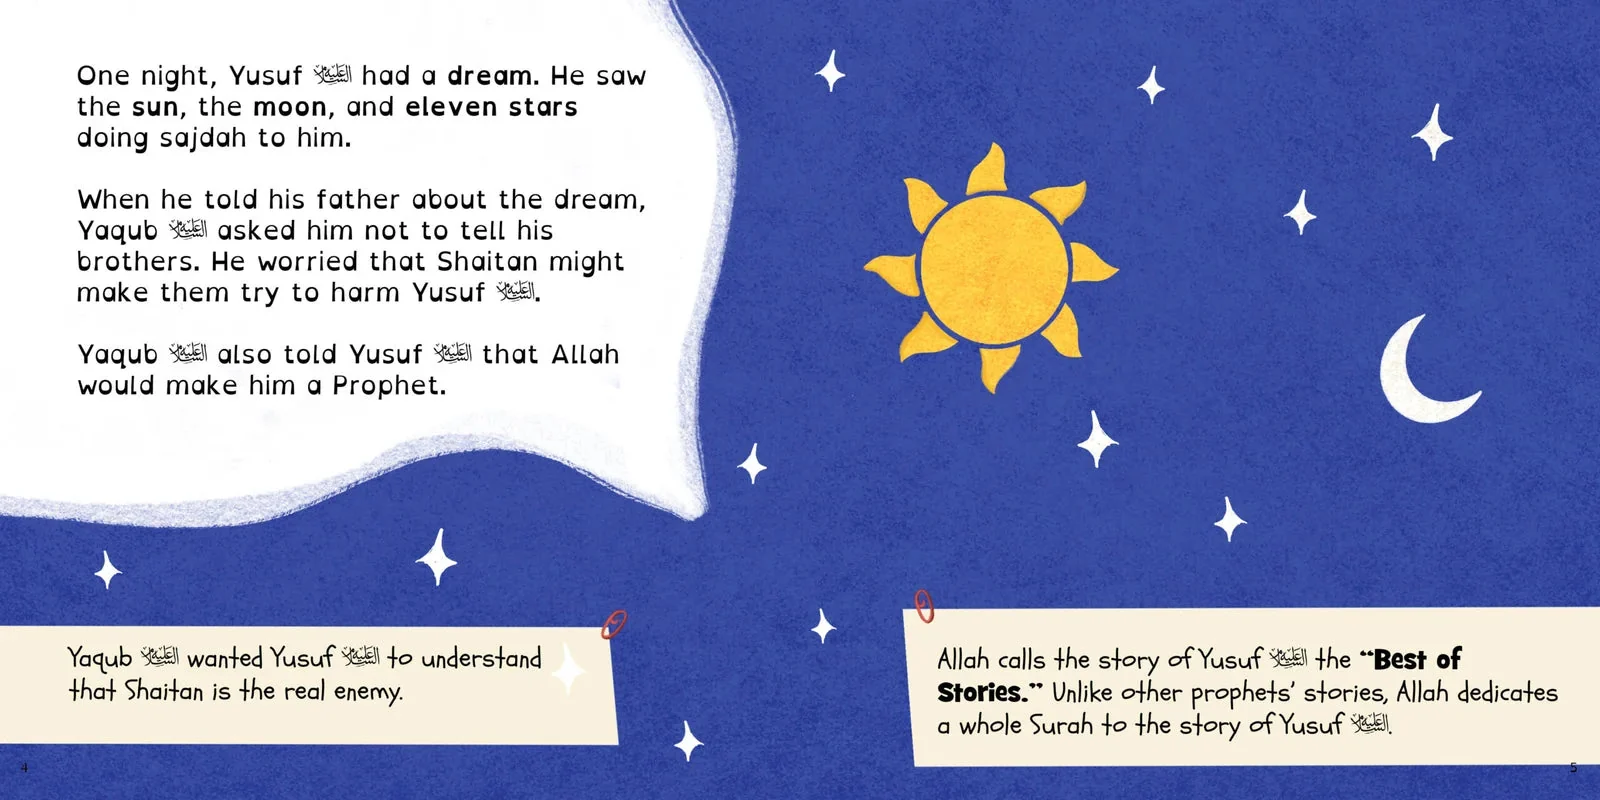 One night, Yusuf عليه السلام had a dream. He saw
the sun, the moon, and eleven stars
doing sajdah to him.
When he told his father about the dream,
Yaqub عليه السلام asked him not to tell his
brothers. He worried that Shaitan might
make them try to harm Yusuf عليه السلام.
Yaqub عليه السلام also told Yusuf عليه السلام that Allah
would make him a Prophet.
Yaqub عليه السلام wanted Yusuf عليه السلام to understand
that Shaitan is the real enemy.
4
Allah calls the story of Yusuf عليه السلام the “Best of
Stories.” Unlike other prophets’ stories, Allah dedicates
a whole Surah to the story of Yusuf عليه السلام.
5